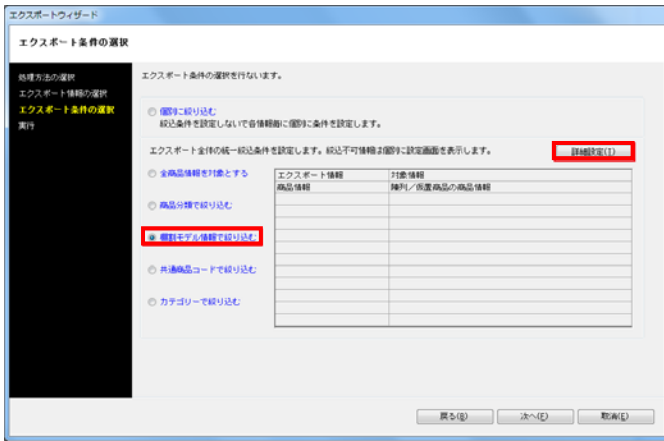 エクスポートウィザード
エクスポート条件の選択
処理方法の選択
エクスポート情報の選択
エクスポート条件の選択
実行
エクスポート条件の選択を行ないます。
個別に絞り込む
絞込条件を設定しないで各情報毎に個別に条件を設定します。
エクスポート全体の統一絞込条件を設定します。絞込不可情報は個別に設定画面を表示します。
詳細設定(I)
全商品情報を対象とする
商品分類で絞り込む
棚割モデル情報で絞り込む
共通商品コードで絞り込む
カテゴリーで絞り込む
エクスポート情報 対象情報
商品情報 陳列/仮置商品の商品情報
戻る(B) 次へ(F) 取消(E)